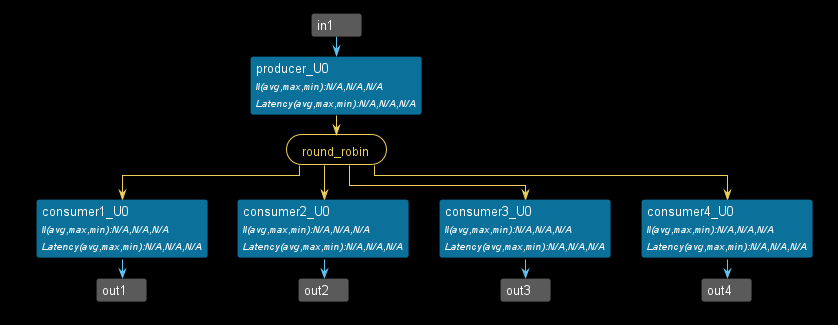 in1
producer_U0
II(avg,max,min):N/A,N/A,N/A
Latency(avg,max,min):N/A,N/A,N/A
round_robin
consumer1_U0
II(avg,max,min):N/A,N/A,N/A
Latency(avg,max,min):N/A,N/A,N/A
consumer2_U0
II(avg,max,min):N/A,N/A,N/A
Latency(avg,max,min):N/A,N/A,N/A
consumer3_U0
II(avg,max,min):N/A,N/A,N/A
Latency(avg,max,min):N/A,N/A,N/A
consumer4_U0
II(avg,max,min):N/A,N/A,N/A
Latency(avg,max,min):N/A,N/A,N/A
out1
out2
out3
out4